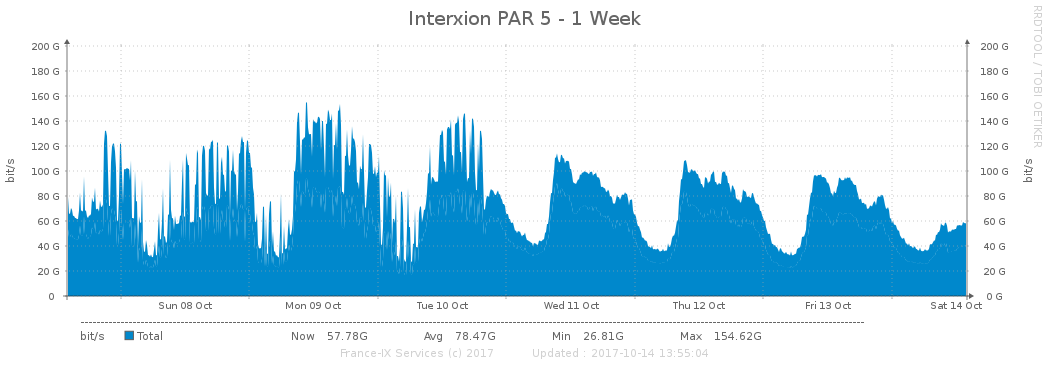 Interxion PAR 5 - 1 Week
RRDTOOL / TOBI OETIKER
200 G 200 G
180 G 180 G
160 G 160 G
140 G 140 G
120 G 120 G
100 G 100 G
80 G 80 G
60 G 60 G
40 G 40 G
20 G 20 G
0 0 G
bit/s bit/s
Sun 08 Oct Mon 09 Oct Tue 10 Oct Wed 11 Oct Thu 12 Oct Fri 13 Oct Sat 14 Oct
bit/s Total Now 57.78G Avg 78.47G Min 26.81G Max 154.62G
France-IX Services (c) 2017 Updated : 2017-10-14 13:55:04